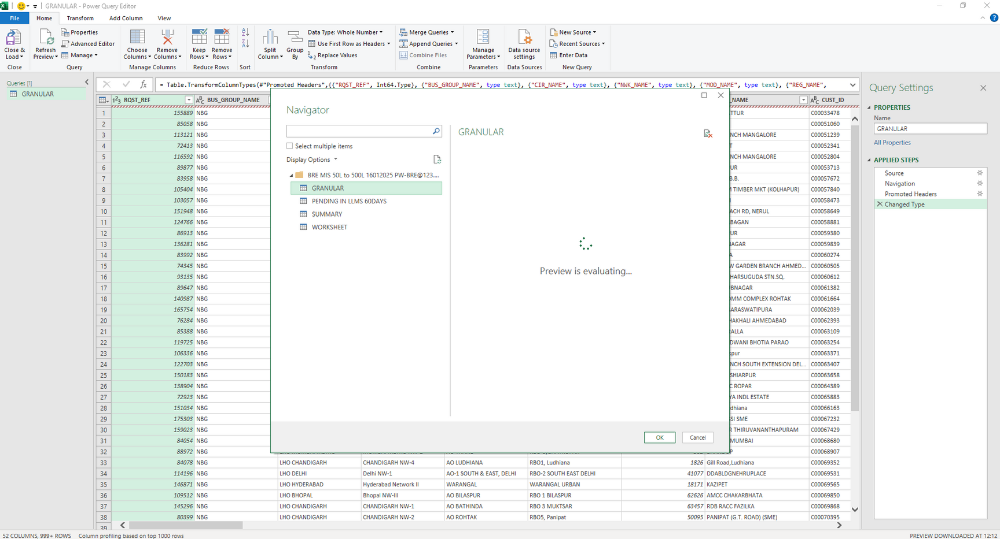 GRANULAR - Power Query Editor
File Home Transform Add Column View
Close & Load
Refresh Preview
Properties
Advanced Editor
Manage
Choose Columns
Remove Columns
Keep Rows
Remove Rows
Split Column
Group By
Data Type: Whole Number
Use First Row as Headers
Replace Values
Merge Queries
Append Queries
Combine Files
Manage Parameters
Data source settings
New Source
Recent Sources
Enter Data
Close Query Manage Columns Reduce Rows Sort Transform Combine Parameters Data Sources New Query
Queries [1]
GRANULAR
fx = Table.TransformColumnTypes(#"Promoted Headers",{{"RQST_REF", Int64.Type}, {"BUS_GROUP_NAME", type text}, {"CIR_NAME", type text}, {"NWK_NAME", type text}, {"MOD_NAME", type text}, {"REG_NAME",
RQST_REF BUS_GROUP_NAME _NAME CUST_ID
1 155889 NBG ATTUR C00033478
2 85058 NBG C00051060
3 113121 NBG NCH MANGALORE C00051239
4 72413 NBG T C00052341
5 116592 NBG NCH MANGALORE C00052804
6 89877 NBG UR C00053713
7 83958 NBG B.B. C00057672
8 105404 NBG M TIMBER MKT (KOLHAPUR) C00057840
9 103057 NBG I C00058473
10 151948 NBG ACH RD, NERUL C00058649
11 124766 NBG ABAGAN C00058881
12 86913 NBG UR C00059380
13 136281 NBG NAGAR C00059839
14 83992 NBG A C00060274
15 74345 NBG W GARDEN BRANCH AHMED... C00060505
16 93135 NBG HARSUGUDA STN.SQ. C00060612
17 89647 NBG UBNAGAR C00061382
18 140987 NBG OMM COMPLEX ROHTAK C00061664
19 165754 NBG SARASWATIPURA C00062039
20 76284 NBG HAKHALI AHMEDABAD C00062393
21 85388 NBG RALLA C00063109
22 119725 NBG DWANI BHOTIA PARAO C00063254
23 106336 NBG spur C00063371
24 122703 NBG NCH SOUTH EXTENSION DEL... C00063407
25 150183 NBG SHIARPUR C00063658
26 138904 NBG C ROPAR C00064389
27 72923 NBG YA INDL ESTATE C00065883
28 151034 NBG dhiana C00066163
29 175303 NBG SSI SME C00067232
30 159023 NBG R THIRUVANANTHAPURAM C00067429
31 84054 NBG MUMBAI C00068680
32 88972 NBG C00068907
33 84078 NBG LHO CHANDIGARH CHANDIGARH NW-4 AO LUDHIANA RBO1, Ludhiana 1826 Gill Road,Ludhiana C00069352
34 114196 NBG LHO DELHI Delhi NW-1 AO-1 SOUTH & EAST, DELHI RBO-2 SOUTH EAST DELHI 41077 DDABLDGNEHRUPLACE C00069531
35 146871 NBG LHO HYDERABAD Hyderabad Network II WARANGAL WARANGAL URBAN 18171 KAZIPET C00069565
36 109512 NBG LHO BHOPAL Bhopal NW-III AO BILASPUR RBO 1 BILASPUR 62626 AMCC CHAKARBHATA C00069850
37 145296 NBG LHO CHANDIGARH CHANDIGARH NW-1 AO BATHINDA RBO 3 MUKTSAR 63457 RDB RACC FAZILKA C00069868
38 80399 NBG LHO CHANDIGARH CHANDIGARH NW-2 AO ROHTAK RBO5, Panipat 50095 PANIPAT (G.T. ROAD) (SME) C00070395
39
Navigator
Select multiple items
Display Options
BRE MIS 50L to 500L 16012025 PW-BRE@123....
GRANULAR
PENDING IN LLMS 60DAYS
SUMMARY
WORKSHEET
GRANULAR
Preview is evaluating...
OK Cancel
Query Settings
PROPERTIES
Name
GRANULAR
All Properties
APPLIED STEPS
Source
Navigation
Promoted Headers
Changed Type
52 COLUMNS, 999+ ROWS Column profiling based on top 1000 rows PREVIEW DOWNLOADED AT 12:12